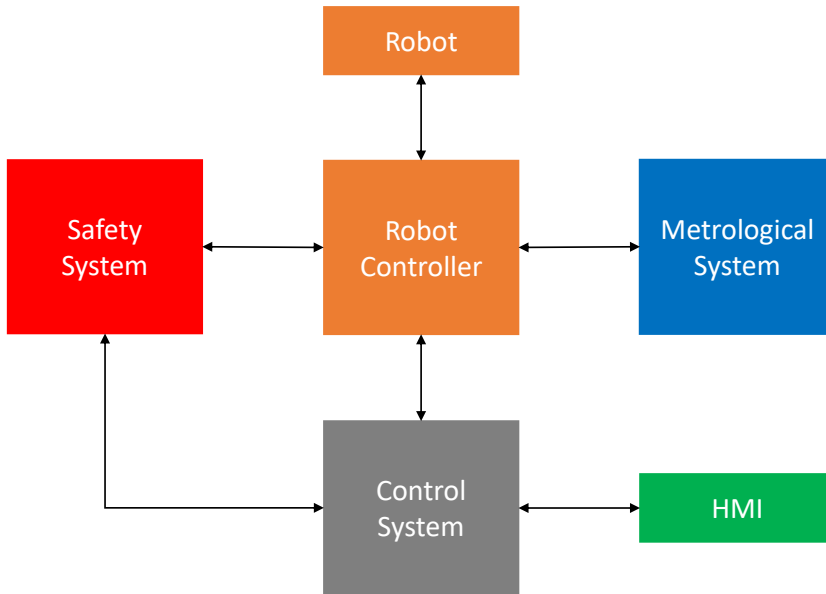 Robot
Safety
System
Robot
Controller
Metrological
System
Control
System
HMI